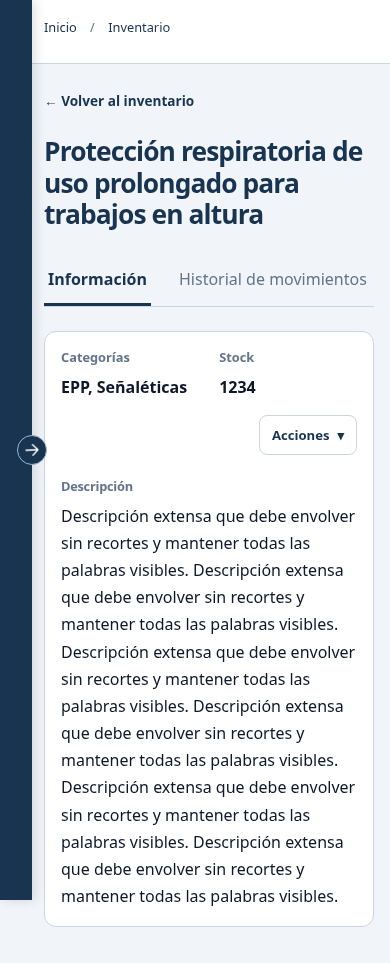 Inicio / Inventario
← Volver al inventario
Protección respiratoria de
uso prolongado para
trabajos en altura
Información Historial de movimientos
Categorías Stock
EPP, Señaléticas 1234
Acciones ▾
Descripción
Descripción extensa que debe envolver
sin recortes y mantener todas las
palabras visibles. Descripción extensa
que debe envolver sin recortes y
mantener todas las palabras visibles.
Descripción extensa que debe envolver
sin recortes y mantener todas las
palabras visibles. Descripción extensa
que debe envolver sin recortes y
mantener todas las palabras visibles.
Descripción extensa que debe envolver
sin recortes y mantener todas las
palabras visibles. Descripción extensa
que debe envolver sin recortes y
mantener todas las palabras visibles.